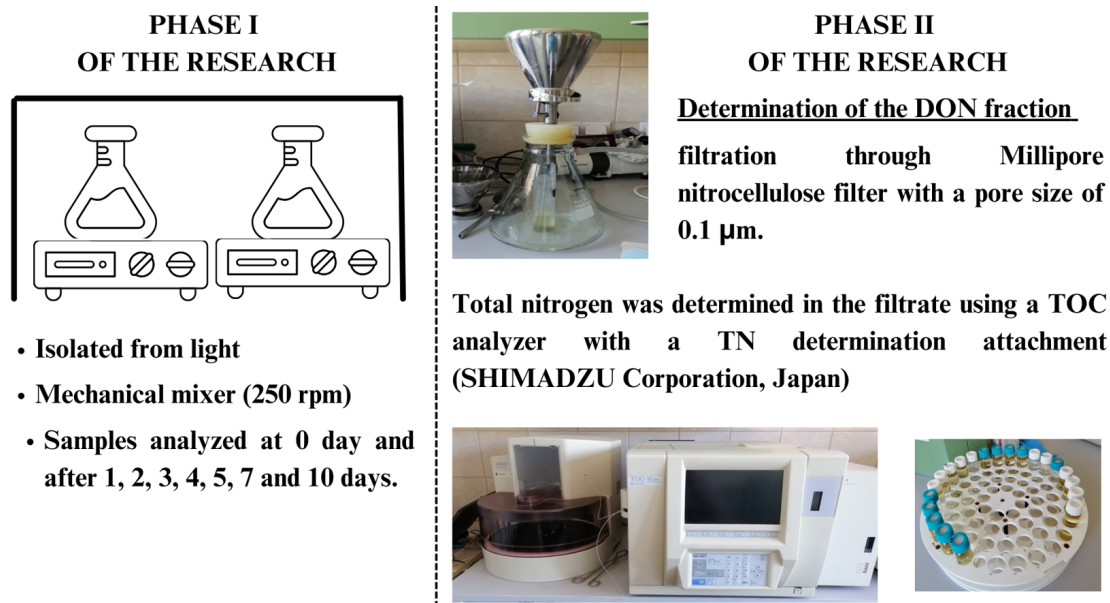 PHASE I
OF THE RESEARCH
• Isolated from light
• Mechanical mixer (250 rpm)
• Samples analyzed at 0 day and
after 1, 2, 3, 4, 5, 7 and 10 days.
PHASE II
OF THE RESEARCH
Determination of the DON fraction
filtration through Millipore
nitrocellulose filter with a pore size of
0.1 µm.
Total nitrogen was determined in the filtrate using a TOC
analyzer with a TN determination attachment
(SHIMADZU Corporation, Japan)